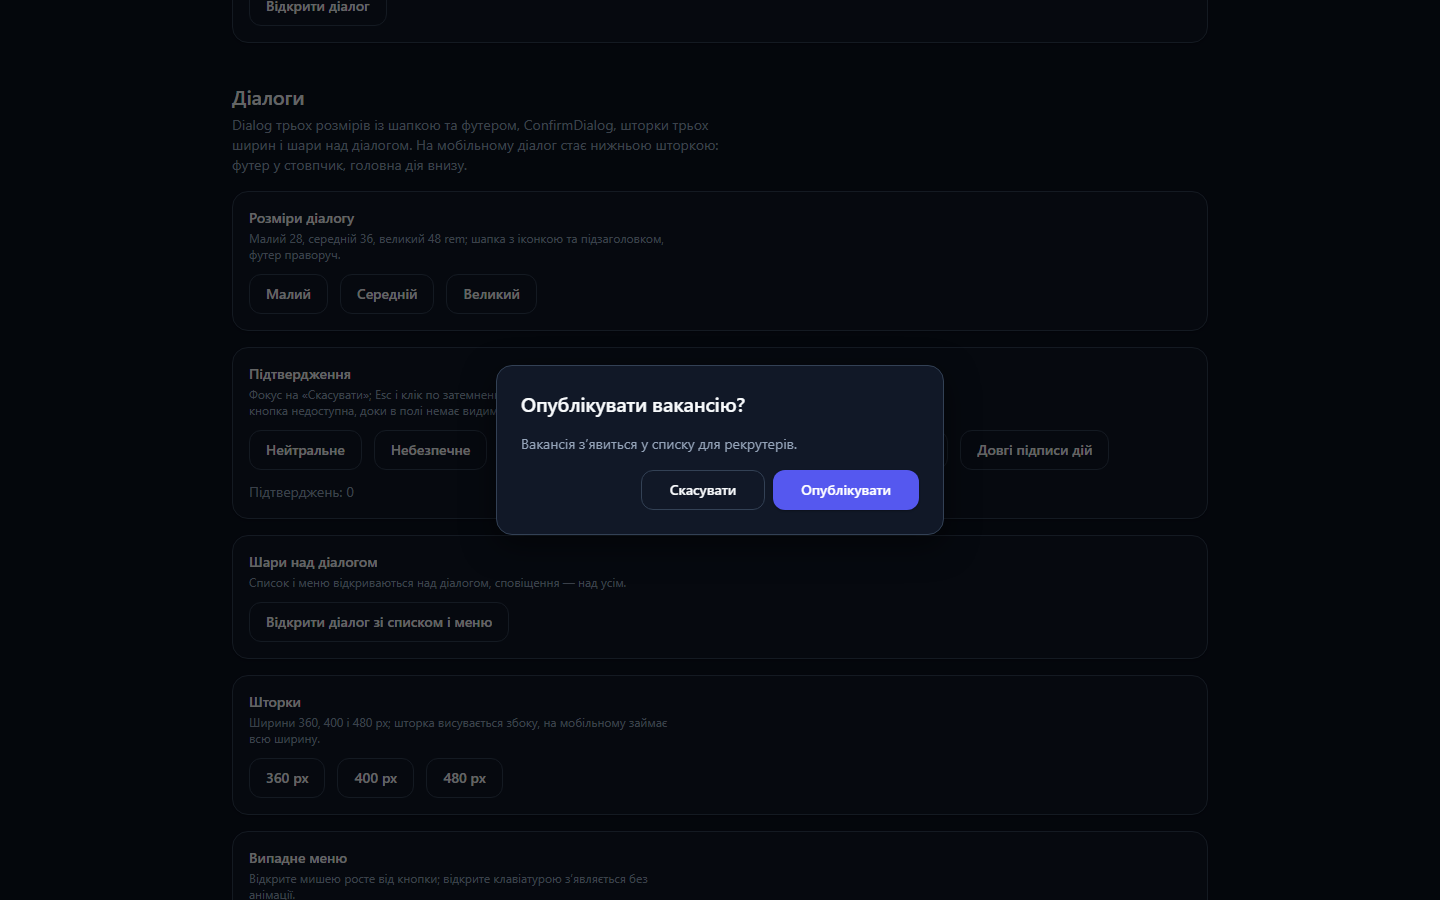 Відкрити діалог
Діалоги
Dialog трьох розмірів із шапкою та футером, ConfirmDialog, шторки трьох
ширин і шари над діалогом. На мобільному діалог стає нижньою шторкою:
футер у стовпчик, головна дія внизу.
Розміри діалогу
Малий 28, середній 36, великий 48 rem; шапка з іконкою та підзаголовком,
футер праворуч.
Малий
Середній
Великий
Підтвердження
Фокус на «Скасувати»; Esc і клік по
кнопка недоступна, доки в полі немає
Нейтральне
Небезпечне
Довгі підписи дій
Підтверджень: 0
Опублікувати вакансію?
Вакансія з’явиться у списку для рекрутерів.
Скасувати
Опублікувати
Шари над діалогом
Список і меню відкриваються над діалогом, сповіщення — над усім.
Відкрити діалог зі списком і меню
Шторки
Ширини 360, 400 і 480 px; шторка висувається збоку, на мобільному займає
всю ширину.
360 px
400 px
480 px
Випадне меню
Відкрите мишею росте від кнопки; відкрите клавіатурою з’являється без
анімації.